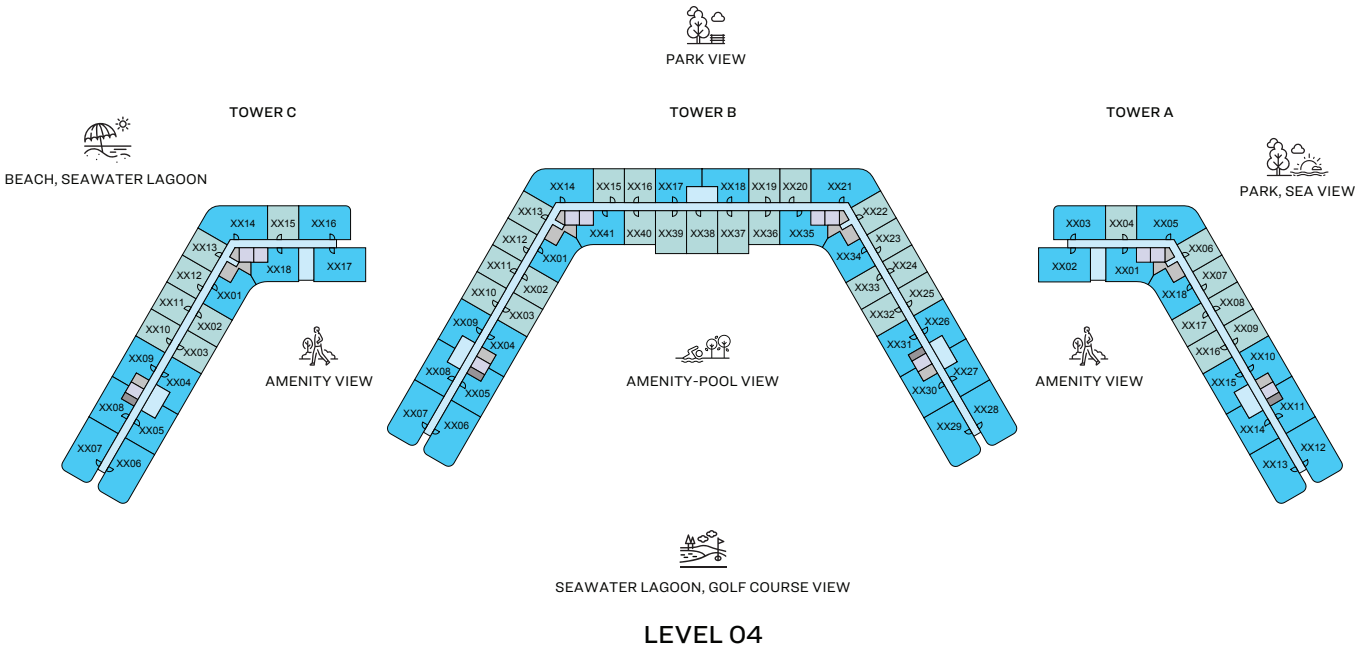 PARK VIEW
TOWER C
TOWER B
TOWER A
BEACH, SEAWATER LAGOON
PARK, SEA VIEW
XX14
XX15
XX16
XX13
XX18
XX17
XX12
XX01
XX11
XX02
XX10
XX03
XX09
XX04
XX08
XX05
XX07
XX06
XX14
XX15
XX16
XX17
XX18
XX19
XX20
XX21
XX13
XX22
XX41
XX40
XX39
XX38
XX37
XX36
XX35
XX12
XX23
XX01
XX34
XX11
XX24
XX02
XX33
XX10
XX25
XX03
XX32
XX09
XX26
XX04
XX31
XX08
XX27
XX05
XX30
XX07
XX28
XX06
XX29
XX03
XX04
XX05
XX06
XX02
XX01
XX07
XX18
XX08
XX17
XX09
XX16
XX10
XX15
XX11
XX14
XX12
XX13
AMENITY VIEW
AMENITY-POOL VIEW
AMENITY VIEW
SEAWATER LAGOON, GOLF COURSE VIEW
LEVEL 04